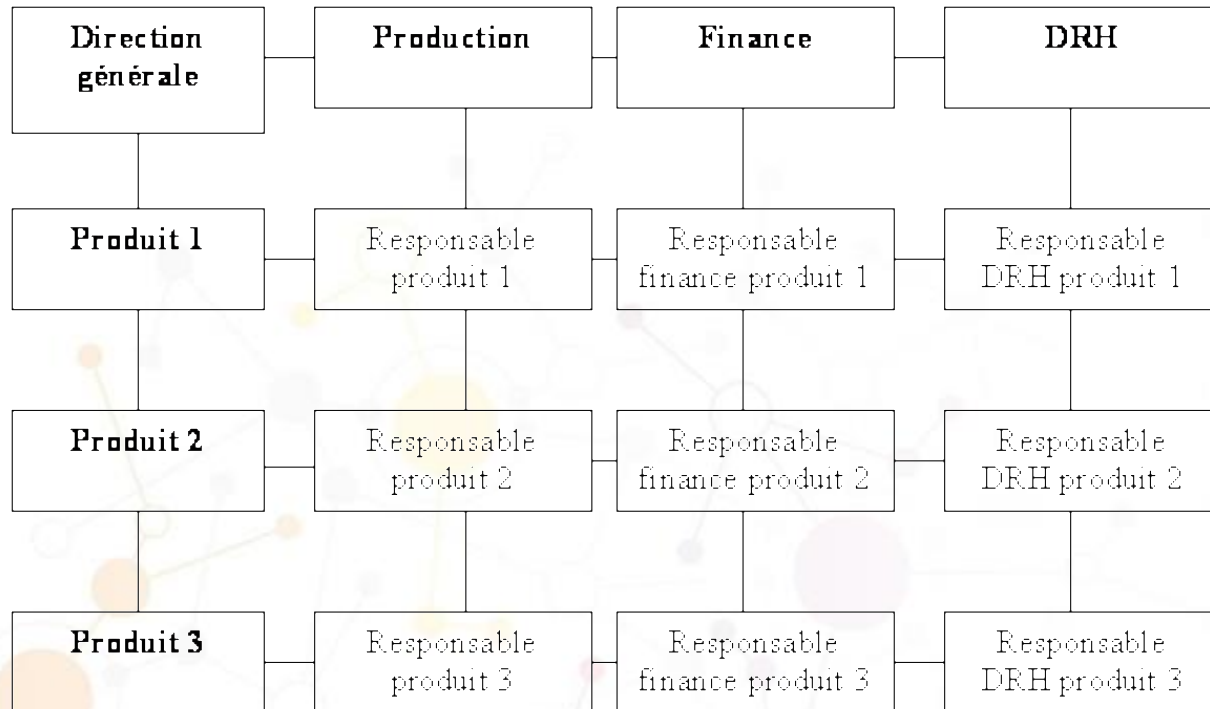 Direction
générale
Production
Finance
DRH
Produit 1
Responsable
produit 1
Responsable
finance produit 1
Responsable
DRH produit 1
Produit 2
Responsable
produit 2
Responsable
finance produit 2
Responsable
DRH produit 2
Produit 3
Responsable
produit 3
Responsable
finance produit 3
Responsable
DRH produit 3